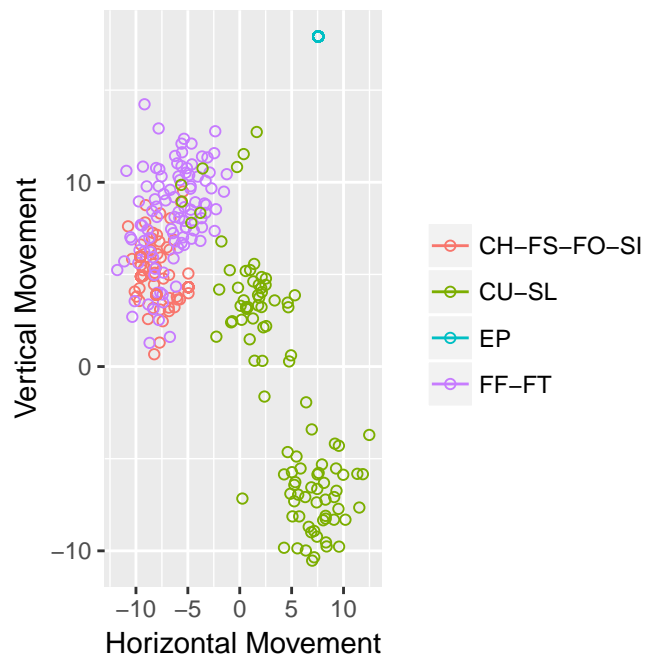 Vertical Movement
10
0
−10
−10
−5
0
5
10
Horizontal Movement
CH−FS−FO−SI
CU−SL
EP
FF−FT